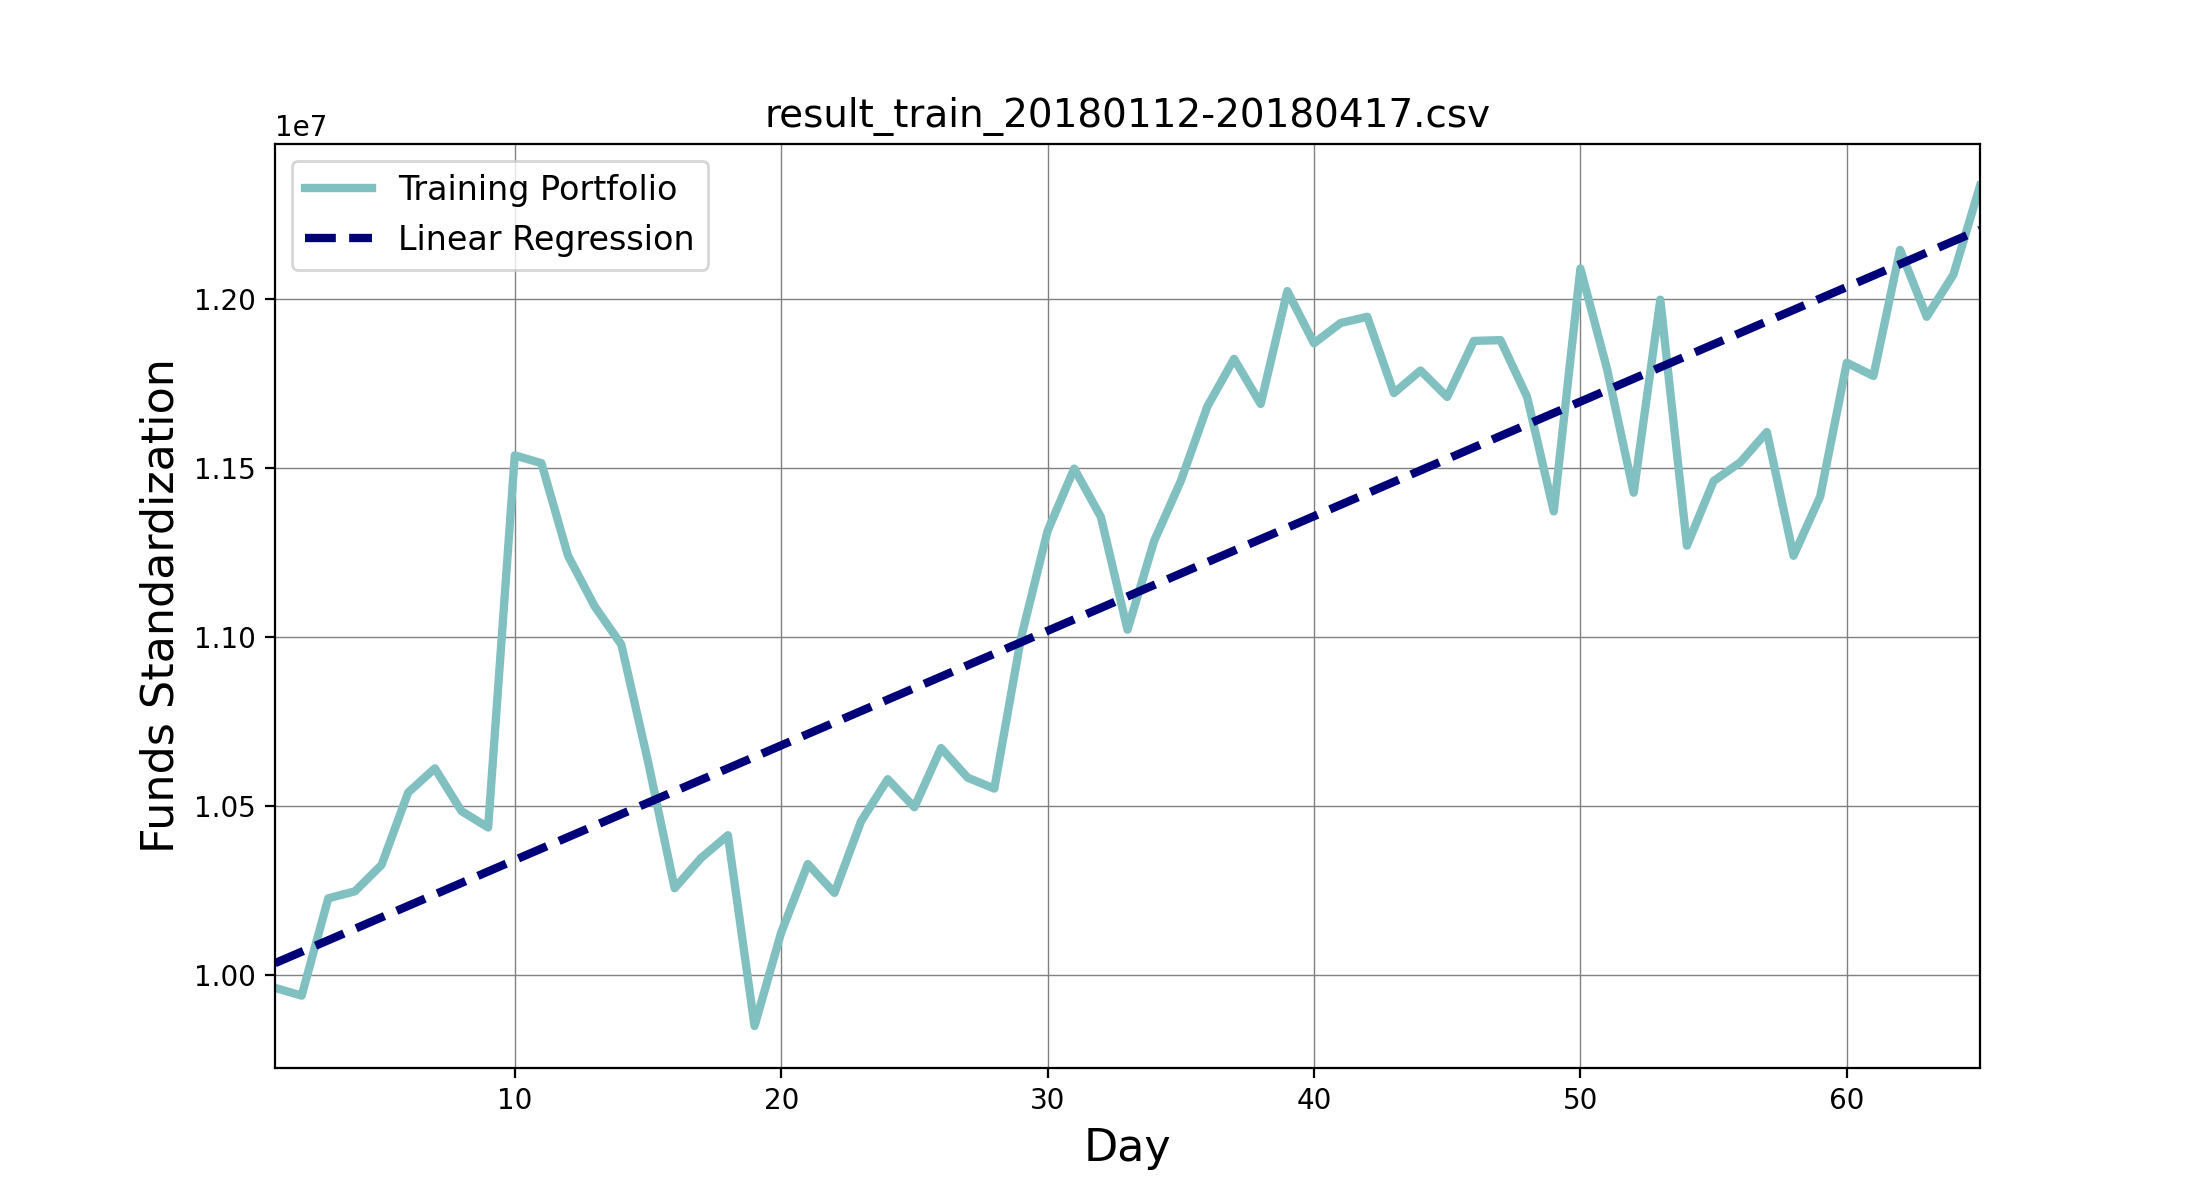 result_train_20180112-20180417.csv
1e7
Training Portfolio
Linear Regression
1.20
1.15
1.10
1.05
1.00
Funds Standardization
10 20 30 40 50 60
Day